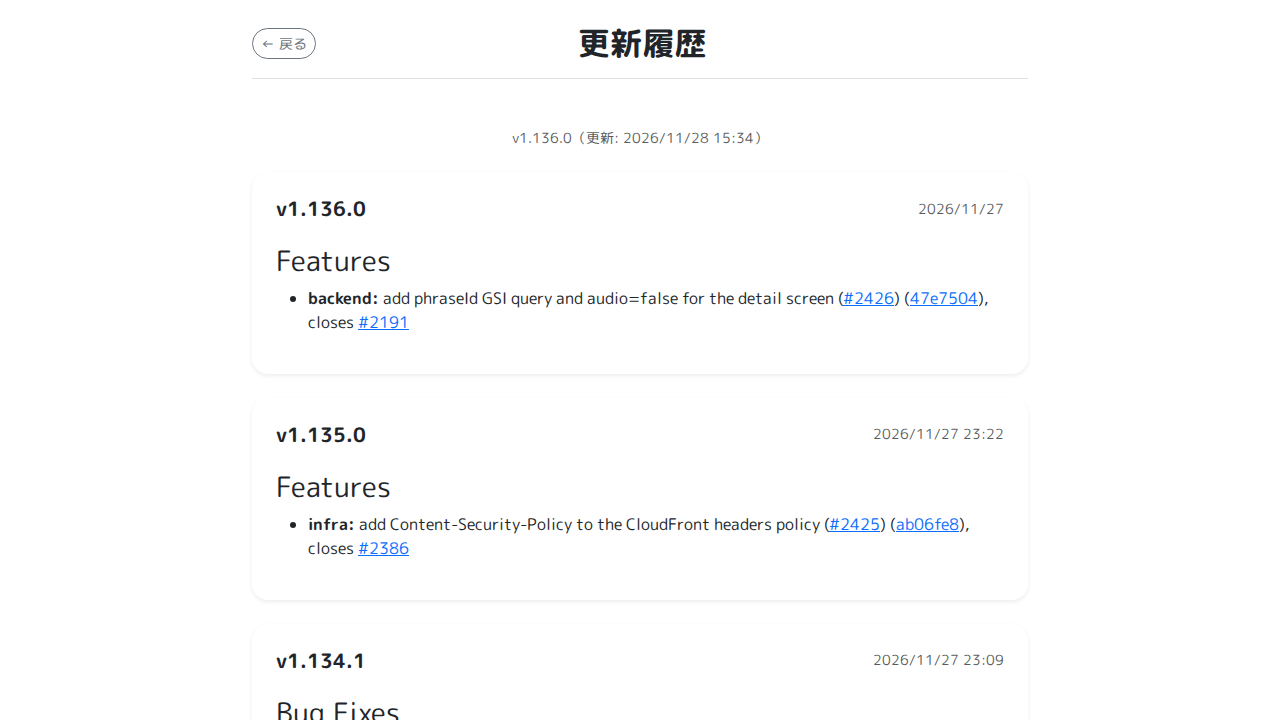 ← 戻る
更新履歴
v1.136.0（更新: 2026/11/28 15:34）
v1.136.0
2026/11/27
Features
backend: add phraseId GSI query and audio=false for the detail screen (#2426) (47e7504),
closes #2191
v1.135.0
2026/11/27 23:22
Features
infra: add Content-Security-Policy to the CloudFront headers policy (#2425) (ab06fe8),
closes #2386
v1.134.1
2026/11/27 23:09
Bug Fixes